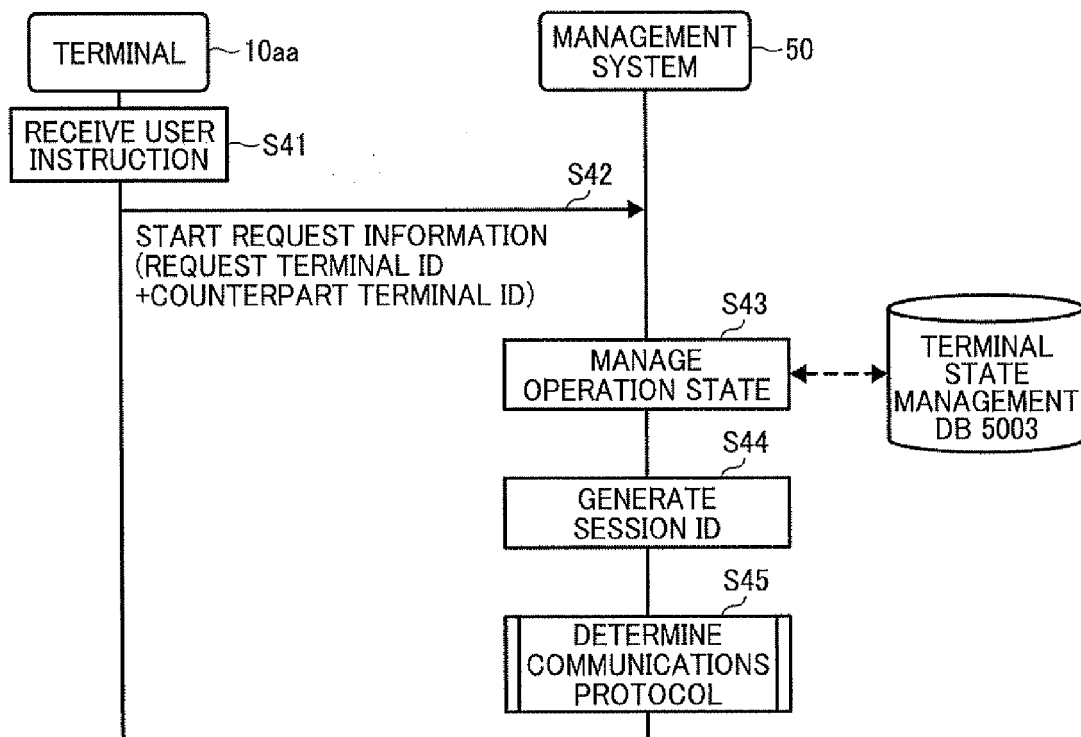 TERMINAL
10aa
MANAGEMENT
SYSTEM
50
RECEIVE USER
INSTRUCTION
S41
S42
START REQUEST INFORMATION
(REQUEST TERMINAL ID
+COUNTERPART TERMINAL ID)
S43
MANAGE
OPERATION STATE
TERMINAL
STATE
MANAGEMENT
DB 5003
S44
GENERATE
SESSION ID
S45
DETERMINE
COMMUNICATIONS
PROTOCOL